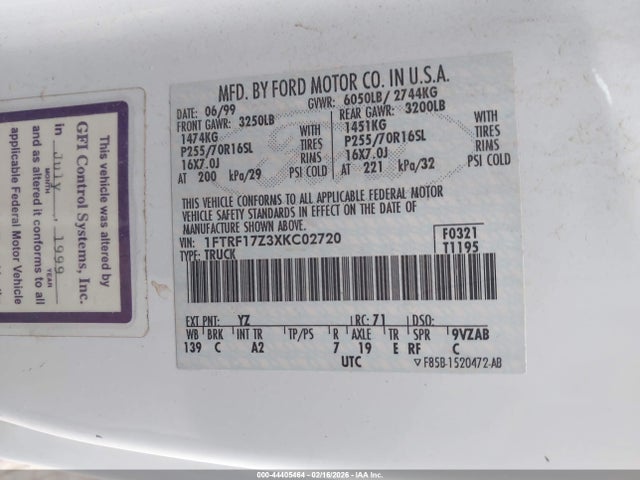 This vehicle was altered by
GFI Control Systems, Inc.
in July, 1999
MONTH YEAR
and as altered it conforms to all
applicable Federal Motor Vehicle
MFD. BY FORD MOTOR CO. IN U.S.A.
DATE: 06/99 GVWR: 6050LB/ 2744KG
FRONT GAWR: 3250LB REAR GAWR: 3200LB
1474KG WITH 1451KG WITH
P255/70R16SL TIRES P255/70R16SL TIRES
16X7.0J RIMS 16X7.0J RIMS
AT 200 kPa/29 PSI COLD AT 221 kPa/32 PSI COLD
THIS VEHICLE CONFORMS TO ALL APPLICABLE FEDERAL MOTOR
VEHICLE SAFETY STANDARDS IN EFFECT ON THE DATE OF
MANUFACTURE SHOWN ABOVE.
VIN: 1FTRF17Z3XKC02720 F0321
TYPE: TRUCK T1195
EXT PNT: YZ RC: 71 DSO:
WB BRK INT TR TP/PS R AXLE TR SPR 9VZAB
139 C A2 7 19 E RF C
UTC ▽ F85B-1520472-AB
000-44405464 - 02/16/2026 - IAA, Inc.